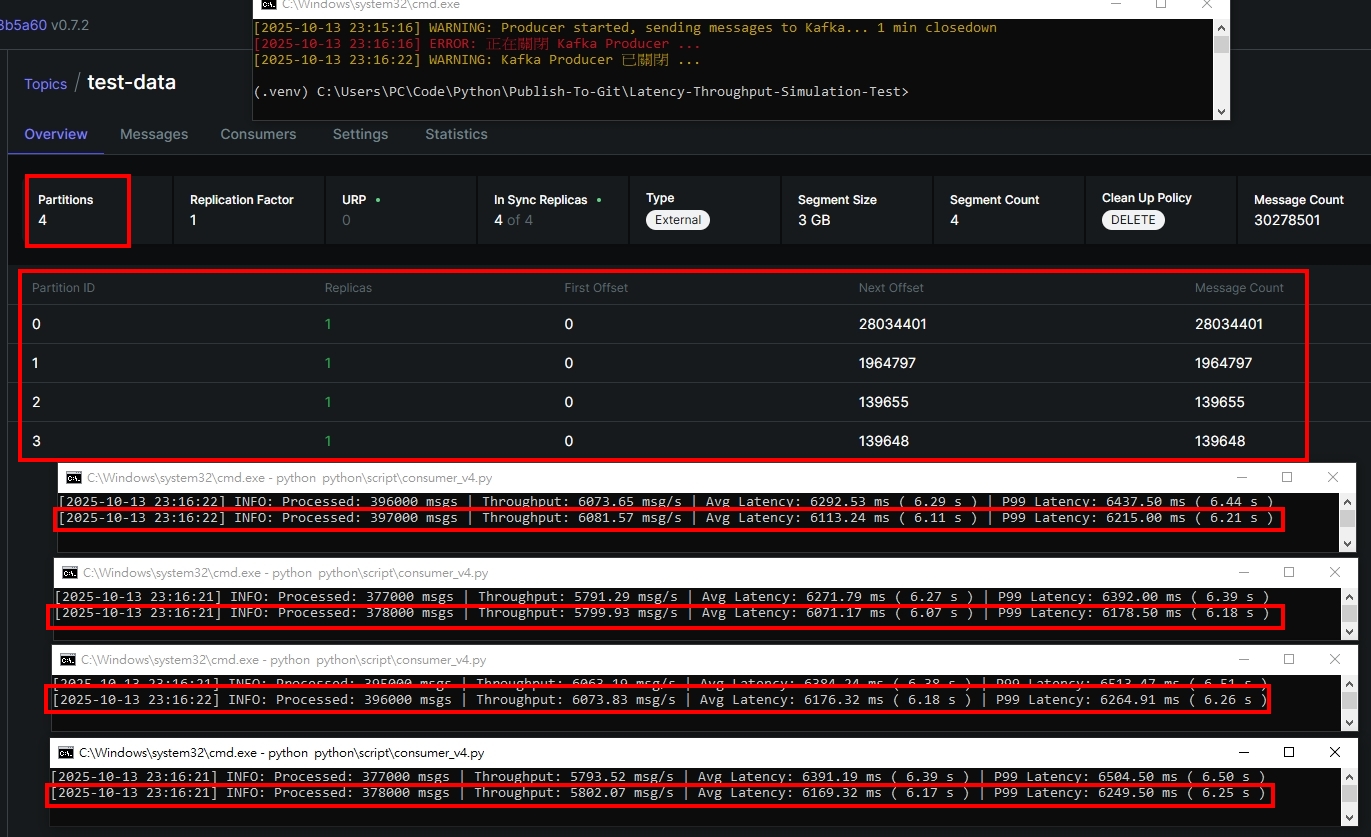 C:\Windows\system32\cmd.exe
3b5a60 v0.7.2
[2025-10-13 23:15:16] WARNING: Producer started, sending messages to Kafka... 1 min closedown
[2025-10-13 23:16:16] ERROR: 正在關閉 Kafka Producer ...
[2025-10-13 23:16:22] WARNING: Kafka Producer 已關閉 ...
(.venv) C:\Users\PC\Code\Python\Publish-To-Git\Latency-Throughput-Simulation-Test>
Topics / test-data
Overview Messages Consumers Settings Statistics
Partitions Replication Factor URP In Sync Replicas Type Segment Size Segment Count Clean Up Policy Message Count
4 1 0 4 of 4 External 3 GB 4 DELETE 30278501
Partition ID Replicas First Offset Next Offset Message Count
0 1 0 28034401 28034401
1 1 0 1964797 1964797
2 1 0 139655 139655
3 1 0 139648 139648
C:\Windows\system32\cmd.exe - python python\script\consumer_v4.py
[2025-10-13 23:16:22] INFO: Processed: 396000 msgs | Throughput: 6073.65 msg/s | Avg Latency: 6292.53 ms ( 6.29 s ) | P99 Latency: 6437.50 ms ( 6.44 s )
[2025-10-13 23:16:22] INFO: Processed: 397000 msgs | Throughput: 6081.57 msg/s | Avg Latency: 6113.24 ms ( 6.11 s ) | P99 Latency: 6215.00 ms ( 6.21 s )
C:\Windows\system32\cmd.exe - python python\script\consumer_v4.py
[2025-10-13 23:16:21] INFO: Processed: 377000 msgs | Throughput: 5791.29 msg/s | Avg Latency: 6271.79 ms ( 6.27 s ) | P99 Latency: 6392.00 ms ( 6.39 s )
[2025-10-13 23:16:21] INFO: Processed: 378000 msgs | Throughput: 5799.93 msg/s | Avg Latency: 6071.17 ms ( 6.07 s ) | P99 Latency: 6178.50 ms ( 6.18 s )
C:\Windows\system32\cmd.exe - python python\script\consumer_v4.py
[2025-10-13 23:16:22] INFO: Processed: 395000 msgs | Throughput: 6063.19 msg/s | Avg Latency: 6384.24 ms ( 6.38 s ) | P99 Latency: 6513.47 ms ( 6.51 s )
[2025-10-13 23:16:22] INFO: Processed: 396000 msgs | Throughput: 6073.83 msg/s | Avg Latency: 6176.32 ms ( 6.18 s ) | P99 Latency: 6264.91 ms ( 6.26 s )
C:\Windows\system32\cmd.exe - python python\script\consumer_v4.py
[2025-10-13 23:16:21] INFO: Processed: 377000 msgs | Throughput: 5793.52 msg/s | Avg Latency: 6391.19 ms ( 6.39 s ) | P99 Latency: 6504.50 ms ( 6.50 s )
[2025-10-13 23:16:21] INFO: Processed: 378000 msgs | Throughput: 5802.07 msg/s | Avg Latency: 6169.32 ms ( 6.17 s ) | P99 Latency: 6249.50 ms ( 6.25 s )